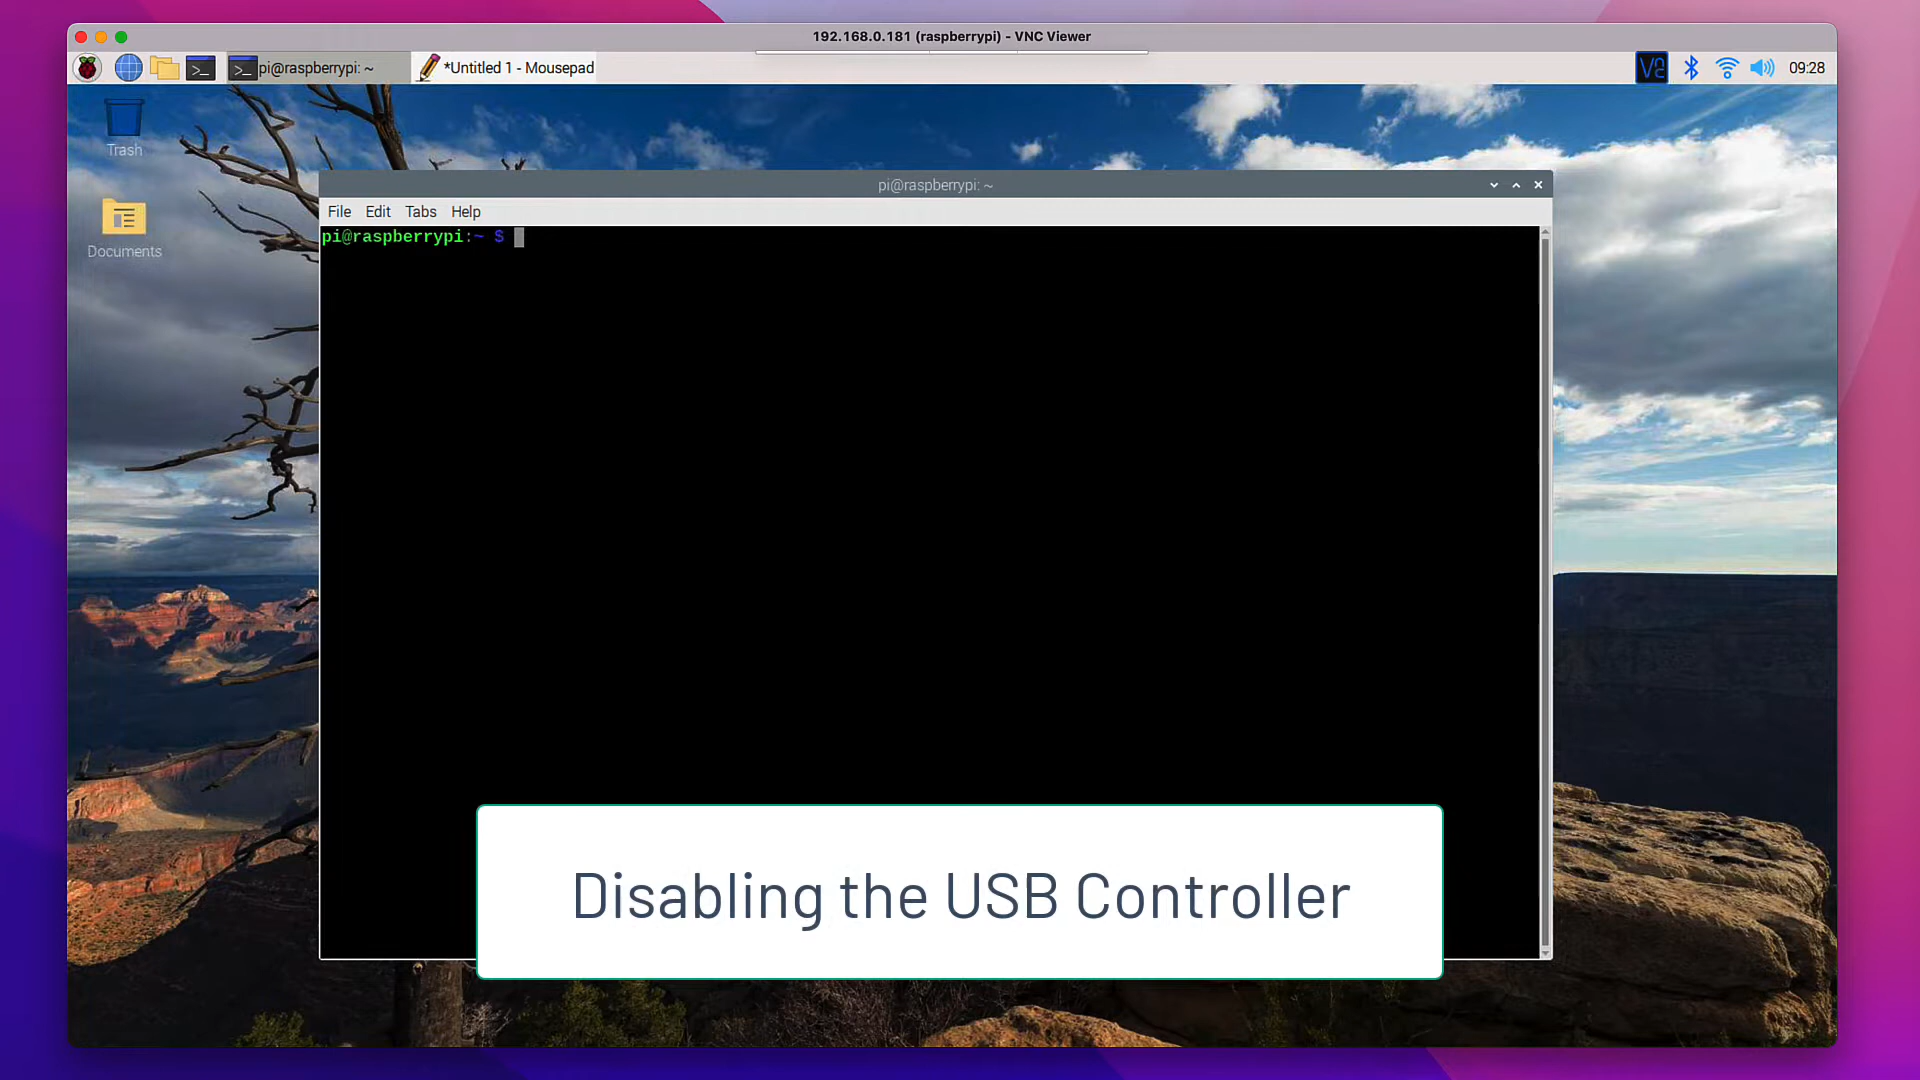 192.168.0.181 (raspberrypi) - VNC Viewer
pi@raspberrypi: ~
*Untitled 1 - Mousepad
09:28
Trash
Documents
pi@raspberrypi: ~
File Edit Tabs Help
pi@raspberrypi:~ $
Disabling the USB Controller